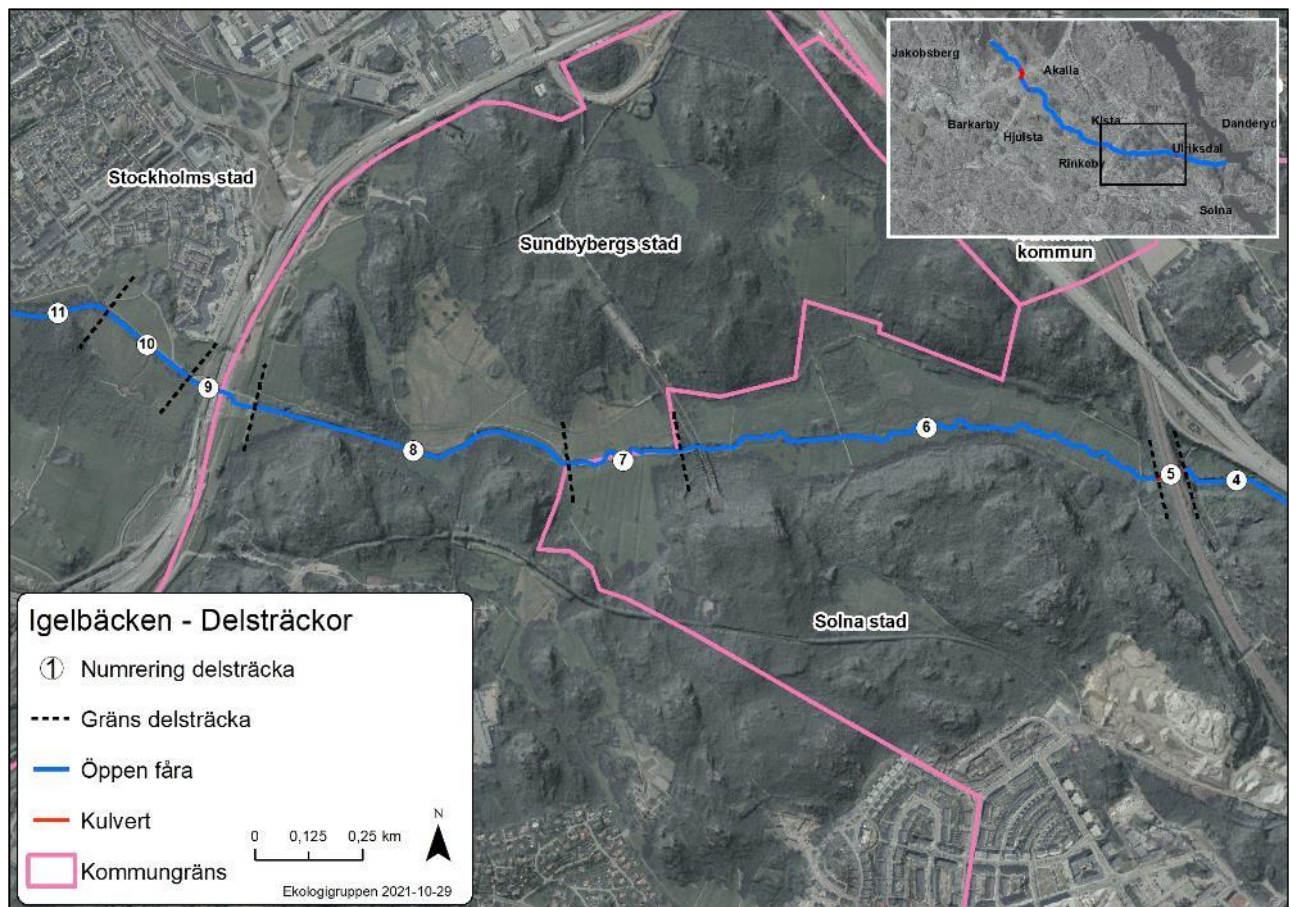 Jakobsberg
Akalla
Barkarby
Hjulsta
Kista
Danderyd
Rinkeby
Ulriksdal
Solna
Stockholms stad
Sundbybergs stad
kommun
11
10
9
8
7
6
5
4
Solna stad
Igelbäcken - Delsträckor
1 Numrering delsträcka
Gräns delsträcka
Öppen fåra
Kulvert
Kommungräns
0 0,125 0,25 km
N
Ekologigruppen 2021-10-29